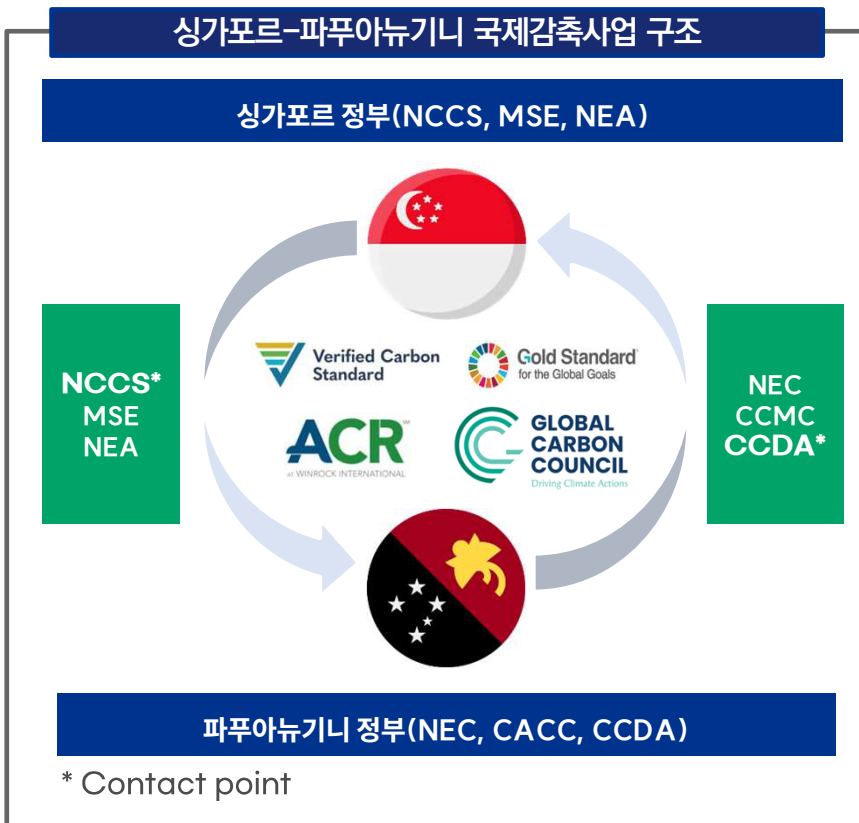 싱가포르-파푸아뉴기니 국제감축사업 구조
싱가포르 정부(NCCS, MSE, NEA)
NCCS*
MSE
NEA
Verified Carbon
Standard
Gold Standard
for the Global Goals
ACR
AT WINROCK INTERNATIONAL
GLOBAL
CARBON
COUNCIL
Driving Climate Actions
NEC
CCMC
CCDA*
파푸아뉴기니 정부(NEC, CACC, CCDA)
* Contact point